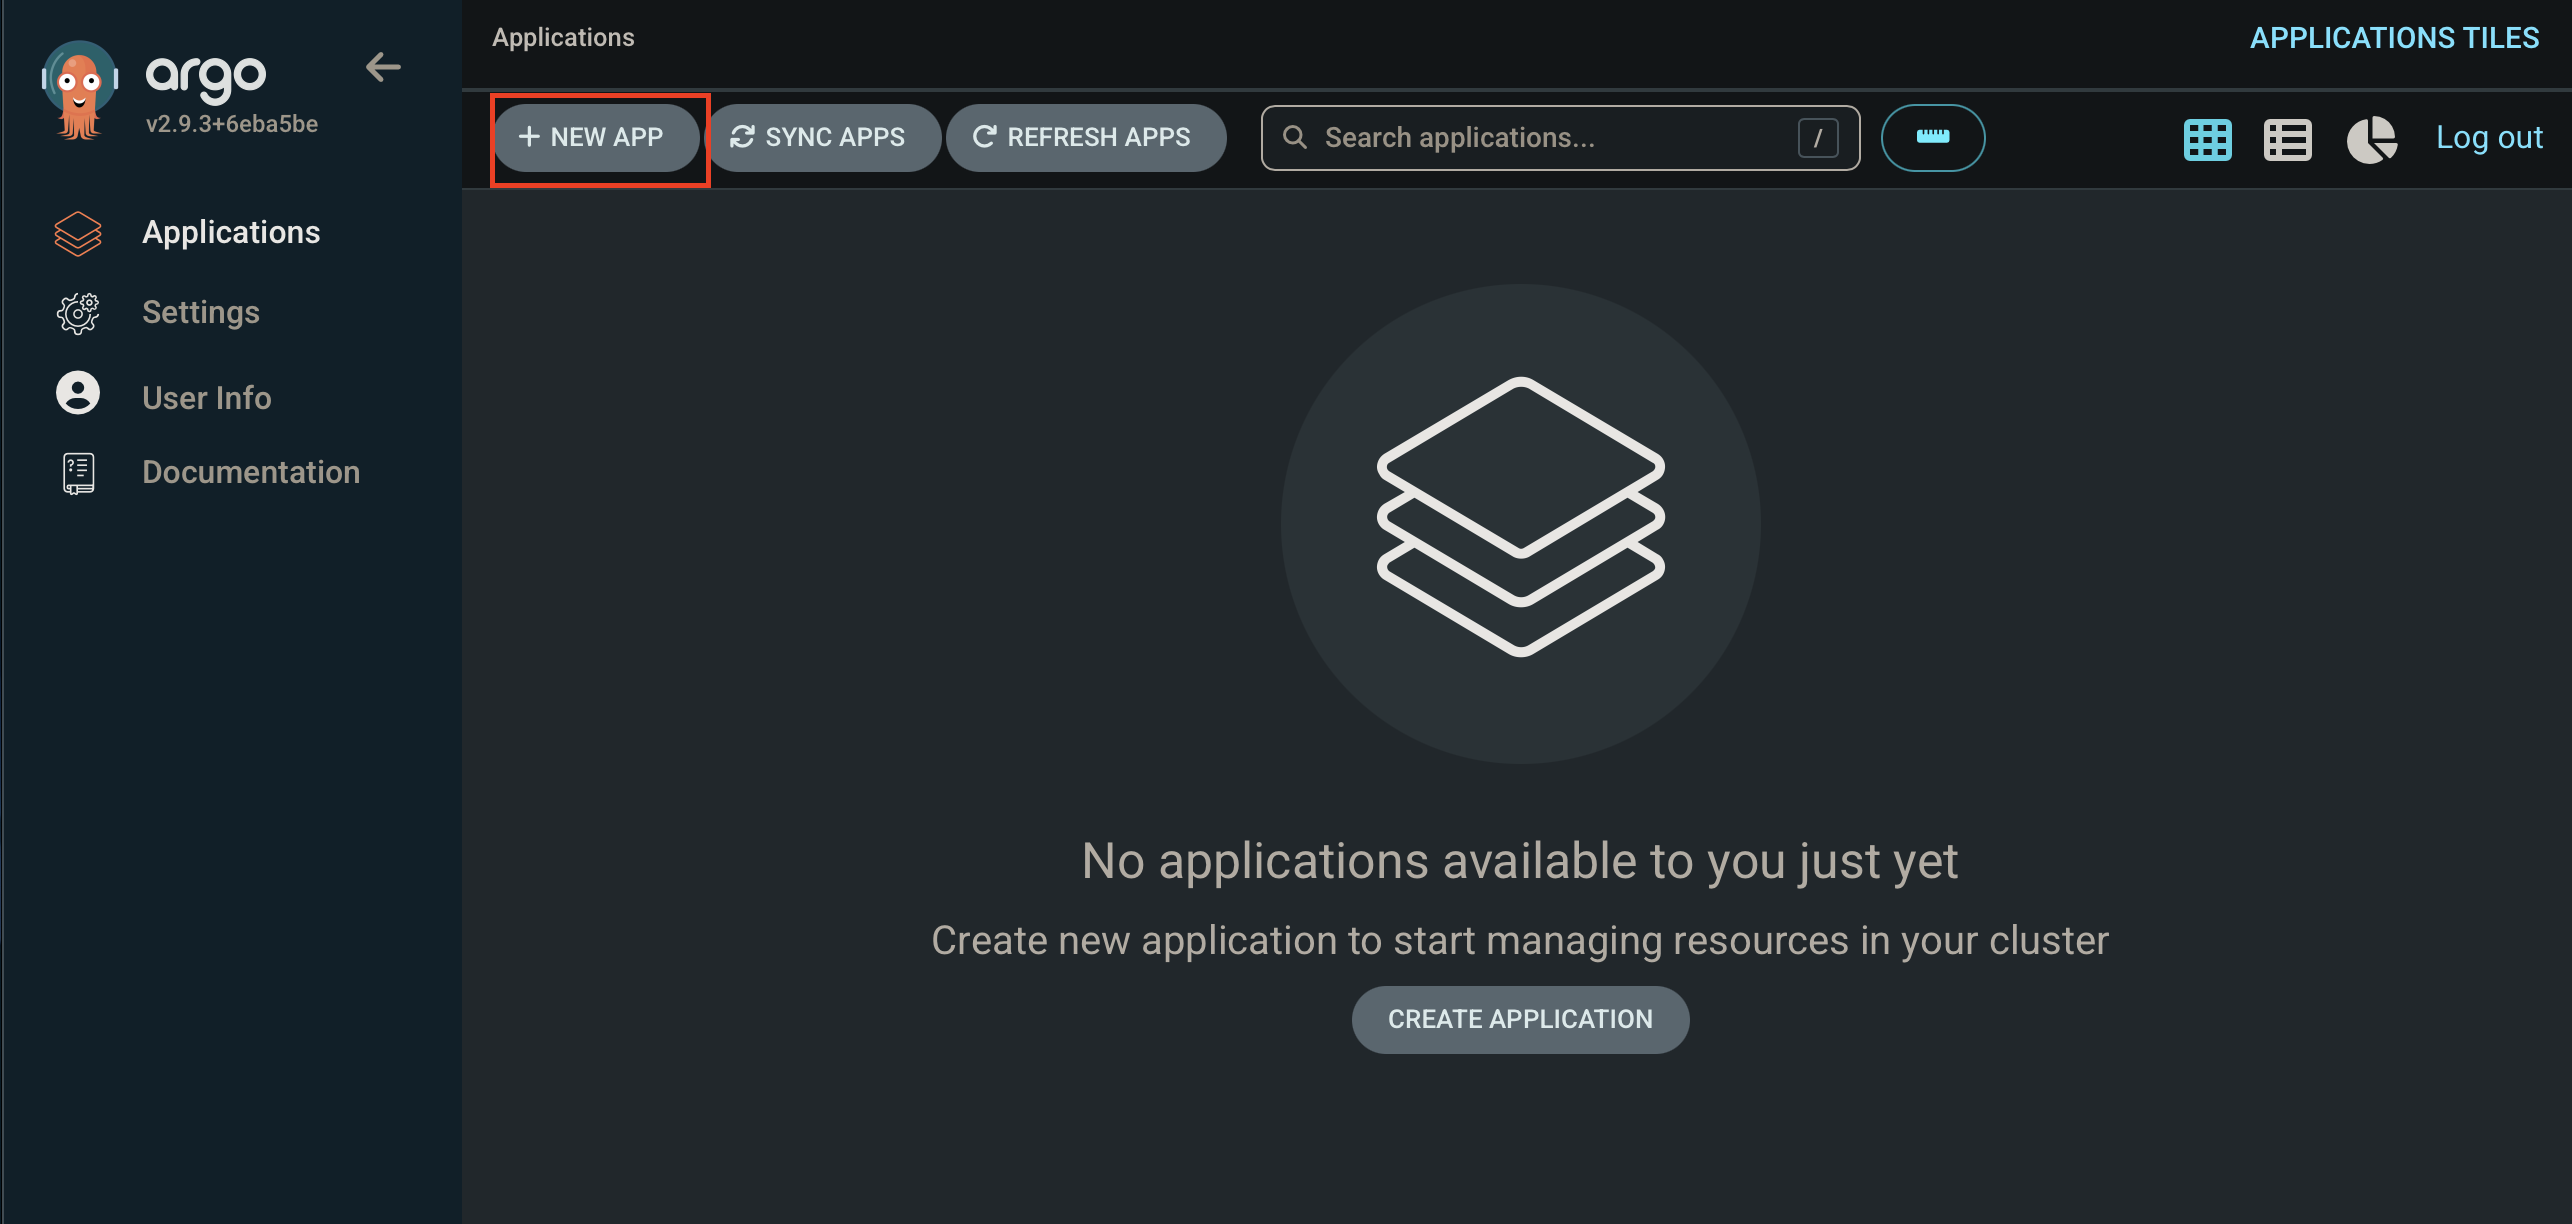 argo
v2.9.3+6eba5be
Applications
Settings
User Info
Documentation
Applications
APPLICATIONS TILES
+ NEW APP
SYNC APPS
REFRESH APPS
Search applications...
/
Log out
No applications available to you just yet
Create new application to start managing resources in your cluster
CREATE APPLICATION